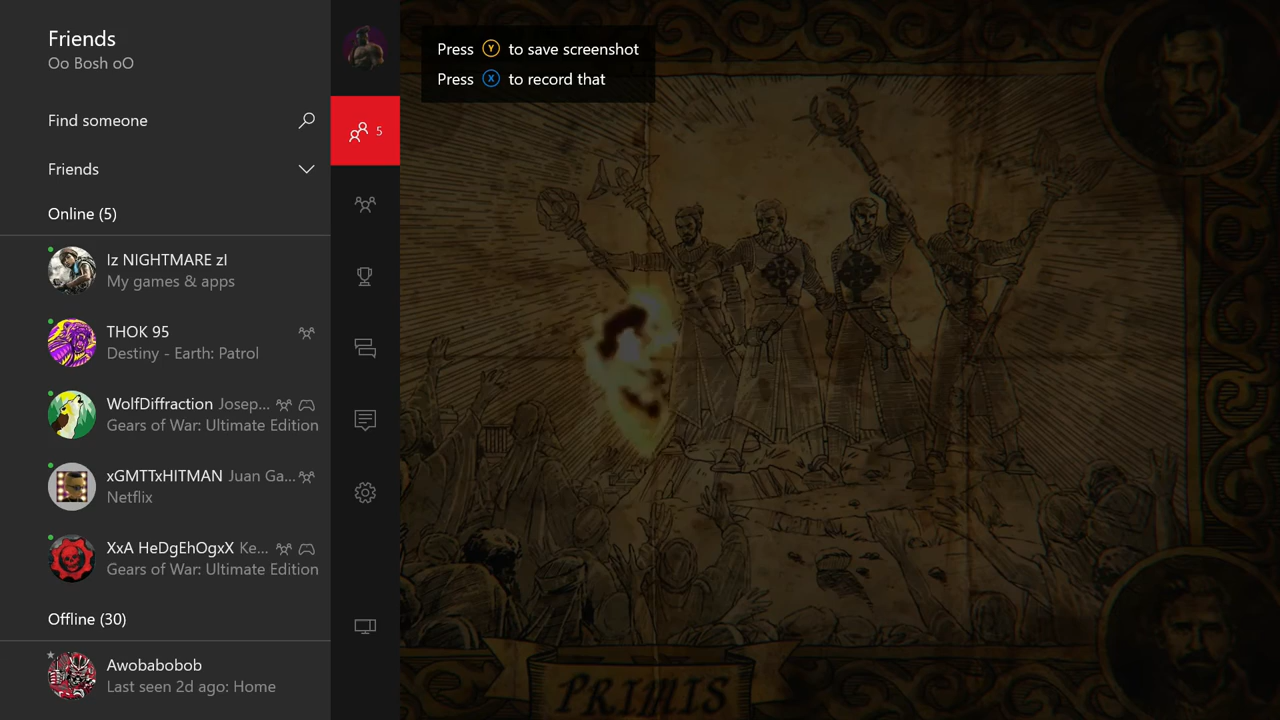 Friends
Oo Bosh oO
Find someone
Friends
Online (5)
Iz NIGHTMARE zI
My games & apps
THOK 95
Destiny - Earth: Patrol
WolfDiffraction Josep...
Gears of War: Ultimate Edition
xGMTTxHITMAN Juan Ga...
Netflix
XxA HeDgEhOgxX Ke...
Gears of War: Ultimate Edition
Offline (30)
Awobabobob
Last seen 2d ago: Home
5
Press Y to save screenshot
Press X to record that
PRIMIS